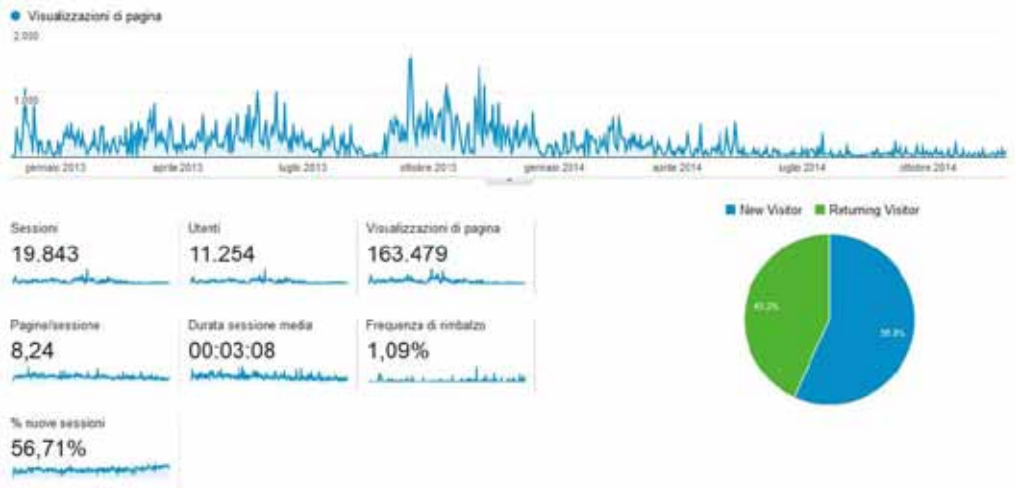 Visualizzazioni di pagina
2.000
1.000
gennaio 2013 aprile 2013 luglio 2013 ottobre 2013 gennaio 2014 aprile 2014 luglio 2014 ottobre 2014
New Visitor Returning Visitor
Sessioni Utenti Visualizzazioni di pagina
19.843 11.254 163.479
43,2%
56,8%
Pagine/sessione Durata sessione media Frequenza di rimbalzo
8,24 00:03:08 1,09%
% nuove sessioni
56,71%